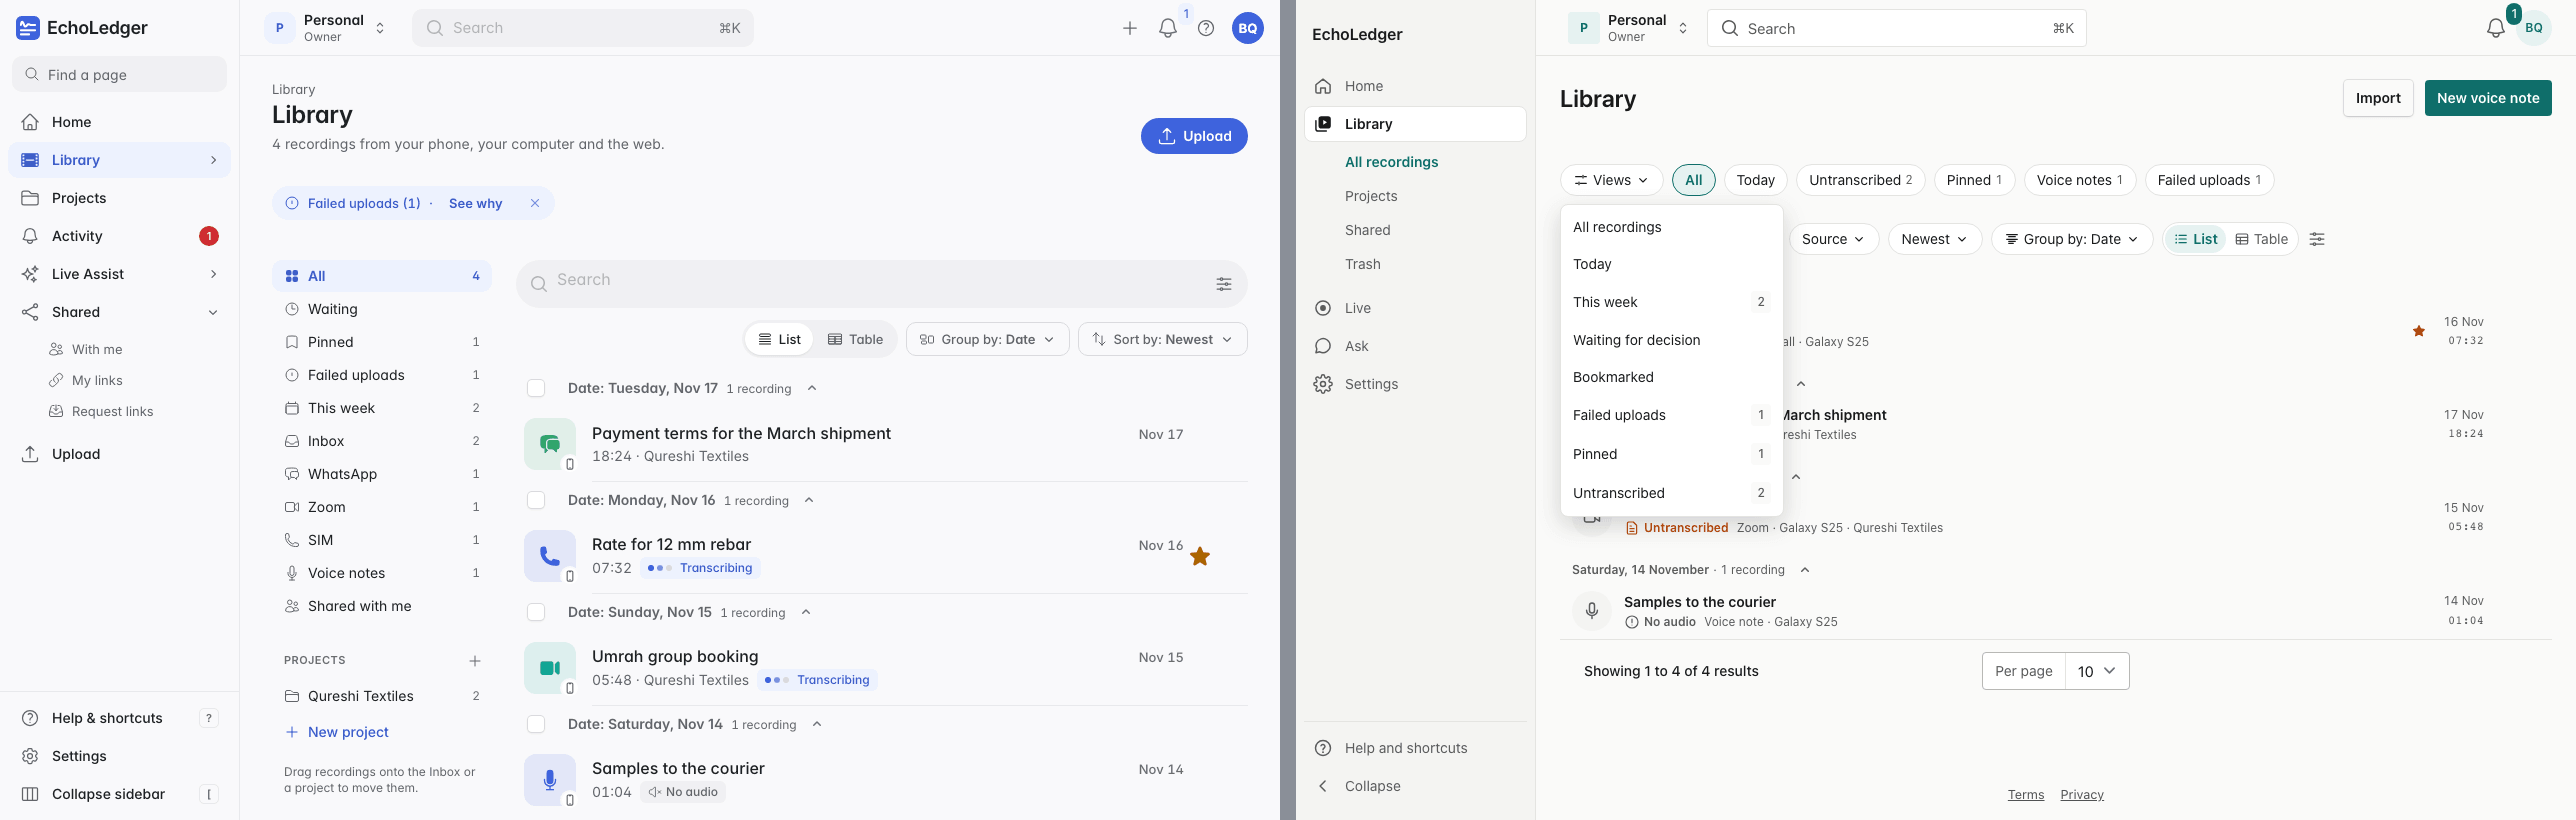 EchoLedger
Find a page
Home
Library
Projects
Activity 1
Live Assist
Shared
With me
My links
Request links
Upload
Help & shortcuts ?
Settings
Collapse sidebar [
P Personal
Owner
Search ⌘K
1
BQ
Library
Library
4 recordings from your phone, your computer and the web.
Upload
Failed uploads (1) · See why
All 4
Waiting
Pinned 1
Failed uploads 1
This week 2
Inbox 2
WhatsApp 1
Zoom 1
SIM 1
Voice notes 1
Shared with me
PROJECTS
Qureshi Textiles 2
New project
Drag recordings onto the Inbox or
a project to move them.
Search
List Table Group by: Date Sort by: Newest
Date: Tuesday, Nov 17 1 recording
Payment terms for the March shipment Nov 17
18:24 · Qureshi Textiles
Date: Monday, Nov 16 1 recording
Rate for 12 mm rebar Nov 16
07:32 Transcribing
Date: Sunday, Nov 15 1 recording
Umrah group booking Nov 15
05:48 · Qureshi Textiles Transcribing
Date: Saturday, Nov 14 1 recording
Samples to the courier Nov 14
01:04 No audio
EchoLedger
Home
Library
All recordings
Projects
Shared
Trash
Live
Ask
Settings
Help and shortcuts
Collapse
P Personal
Owner
Search ⌘K
1
BQ
Library
Import New voice note
Views All Today Untranscribed 2 Pinned 1 Voice notes 1 Failed uploads 1
Source Newest Group by: Date List Table
All recordings
Today
This week 2
Waiting for decision
Bookmarked
Failed uploads 1
Pinned 1
Untranscribed 2
16 Nov
· Galaxy S25 07:32
March shipment 17 Nov
Textiles 18:24
15 Nov
Untranscribed Zoom · Galaxy S25 · Qureshi Textiles 05:48
Saturday, 14 November · 1 recording
Samples to the courier 14 Nov
No audio Voice note · Galaxy S25 01:04
Showing 1 to 4 of 4 results
Per page 10
Terms Privacy